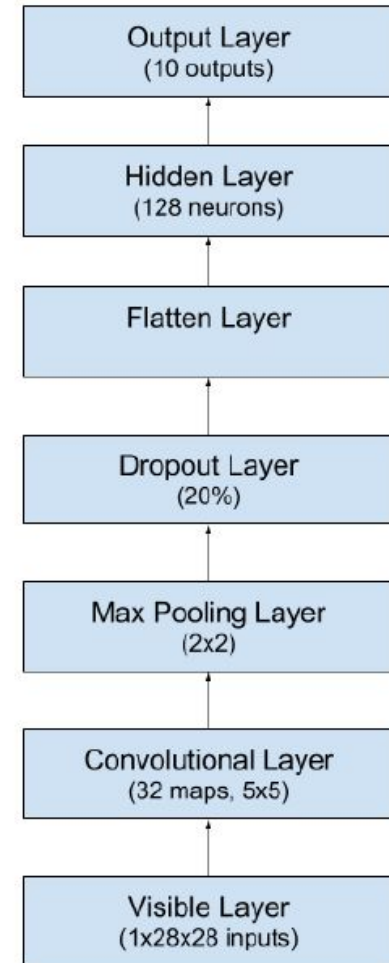 Output Layer
(10 outputs)
Hidden Layer
(128 neurons)
Flatten Layer
Dropout Layer
(20%)
Max Pooling Layer
(2x2)
Convolutional Layer
(32 maps, 5x5)
Visible Layer
(1x28x28 inputs)